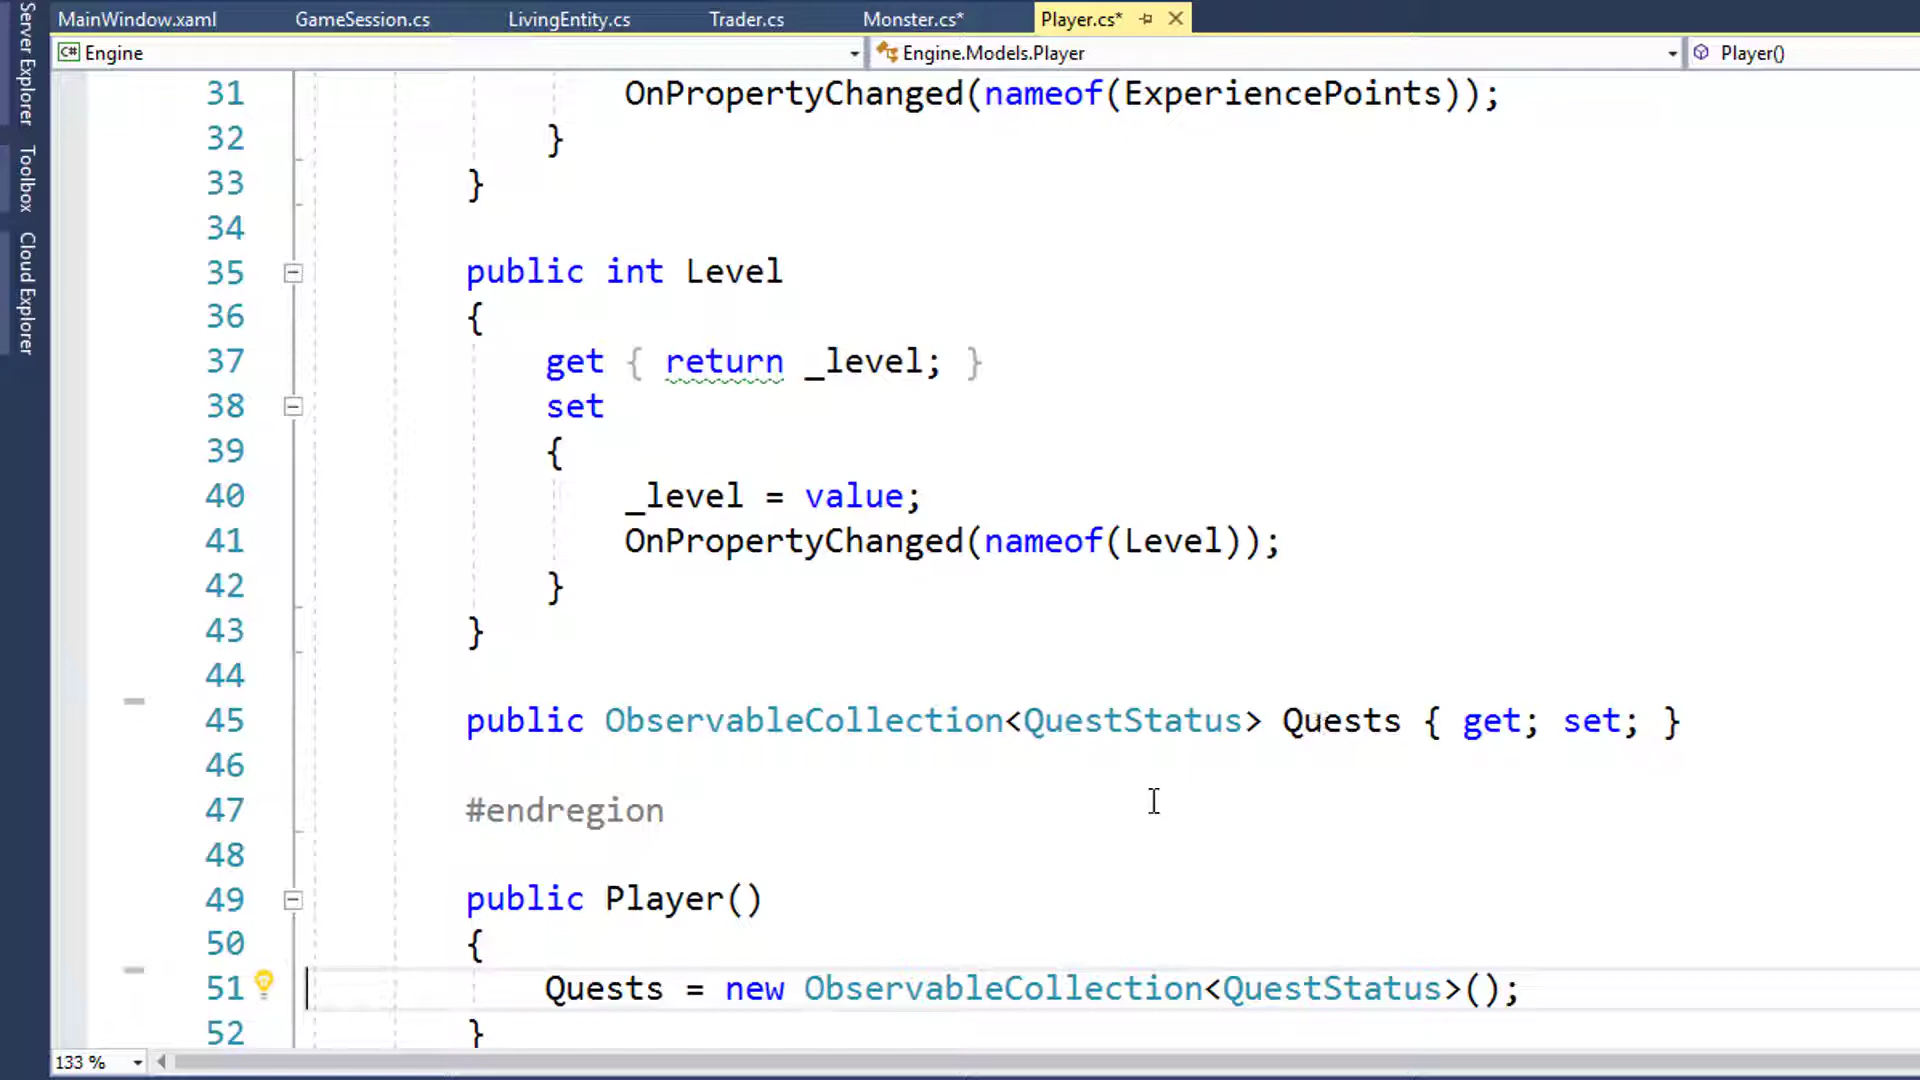 MainWindow.xaml GameSession.cs LivingEntity.cs Trader.cs Monster.cs* Player.cs*
C# Engine Engine.Models.Player Player()
Server Explorer
Toolbox
Cloud Explorer
31 OnPropertyChanged(nameof(ExperiencePoints));
32 }
33 }
34
35 public int Level
36 {
37 get { return _level; }
38 set
39 {
40 _level = value;
41 OnPropertyChanged(nameof(Level));
42 }
43 }
44
45 public ObservableCollection<QuestStatus> Quests { get; set; }
46
47 #endregion
48
49 public Player()
50 {
51 Quests = new ObservableCollection<QuestStatus>();
52 }
133 %